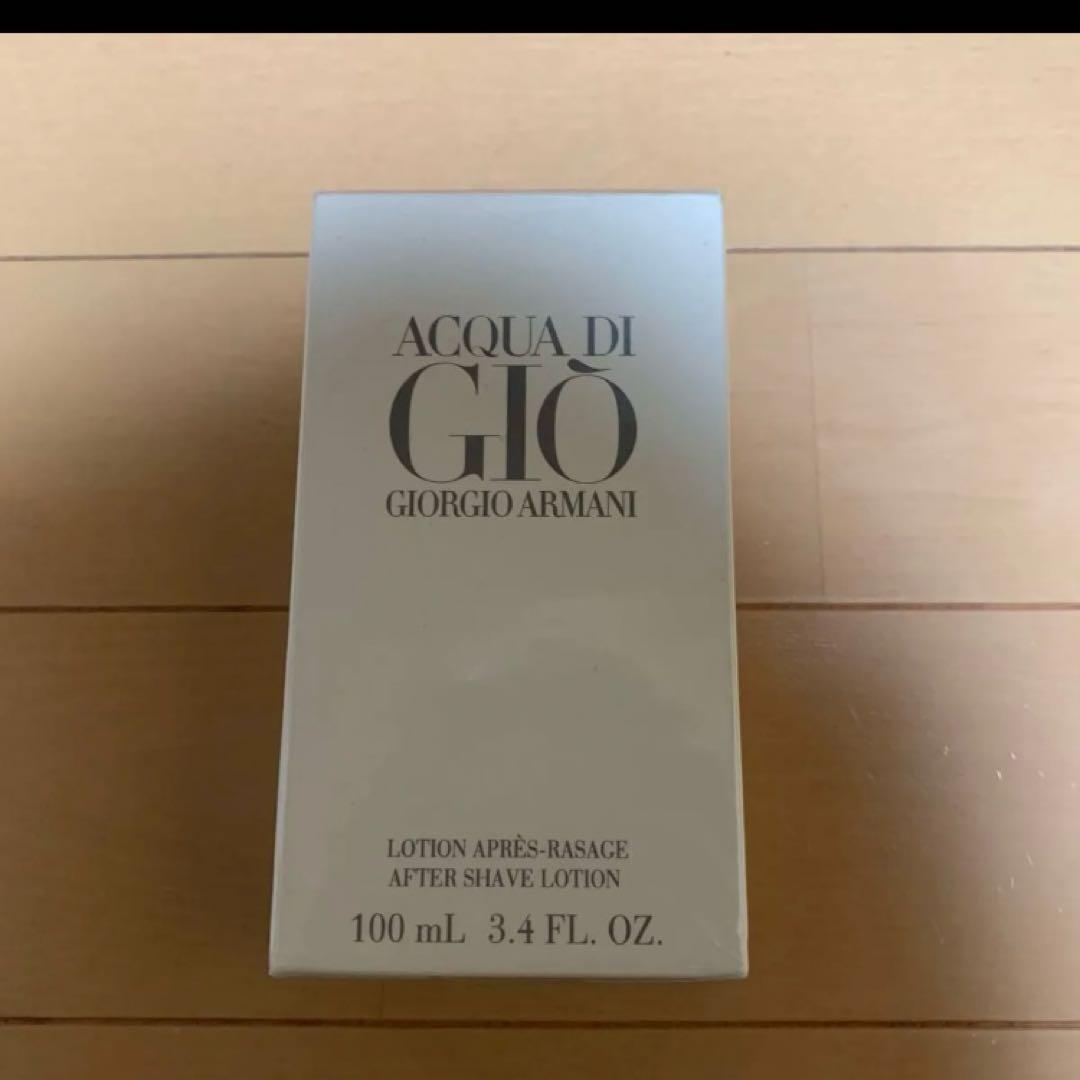 ACQUA DI
GIÒ
GIORGIO ARMANI
LOTION APRÈS-RASAGE
AFTER SHAVE LOTION
100 mL 3.4 FL. OZ.